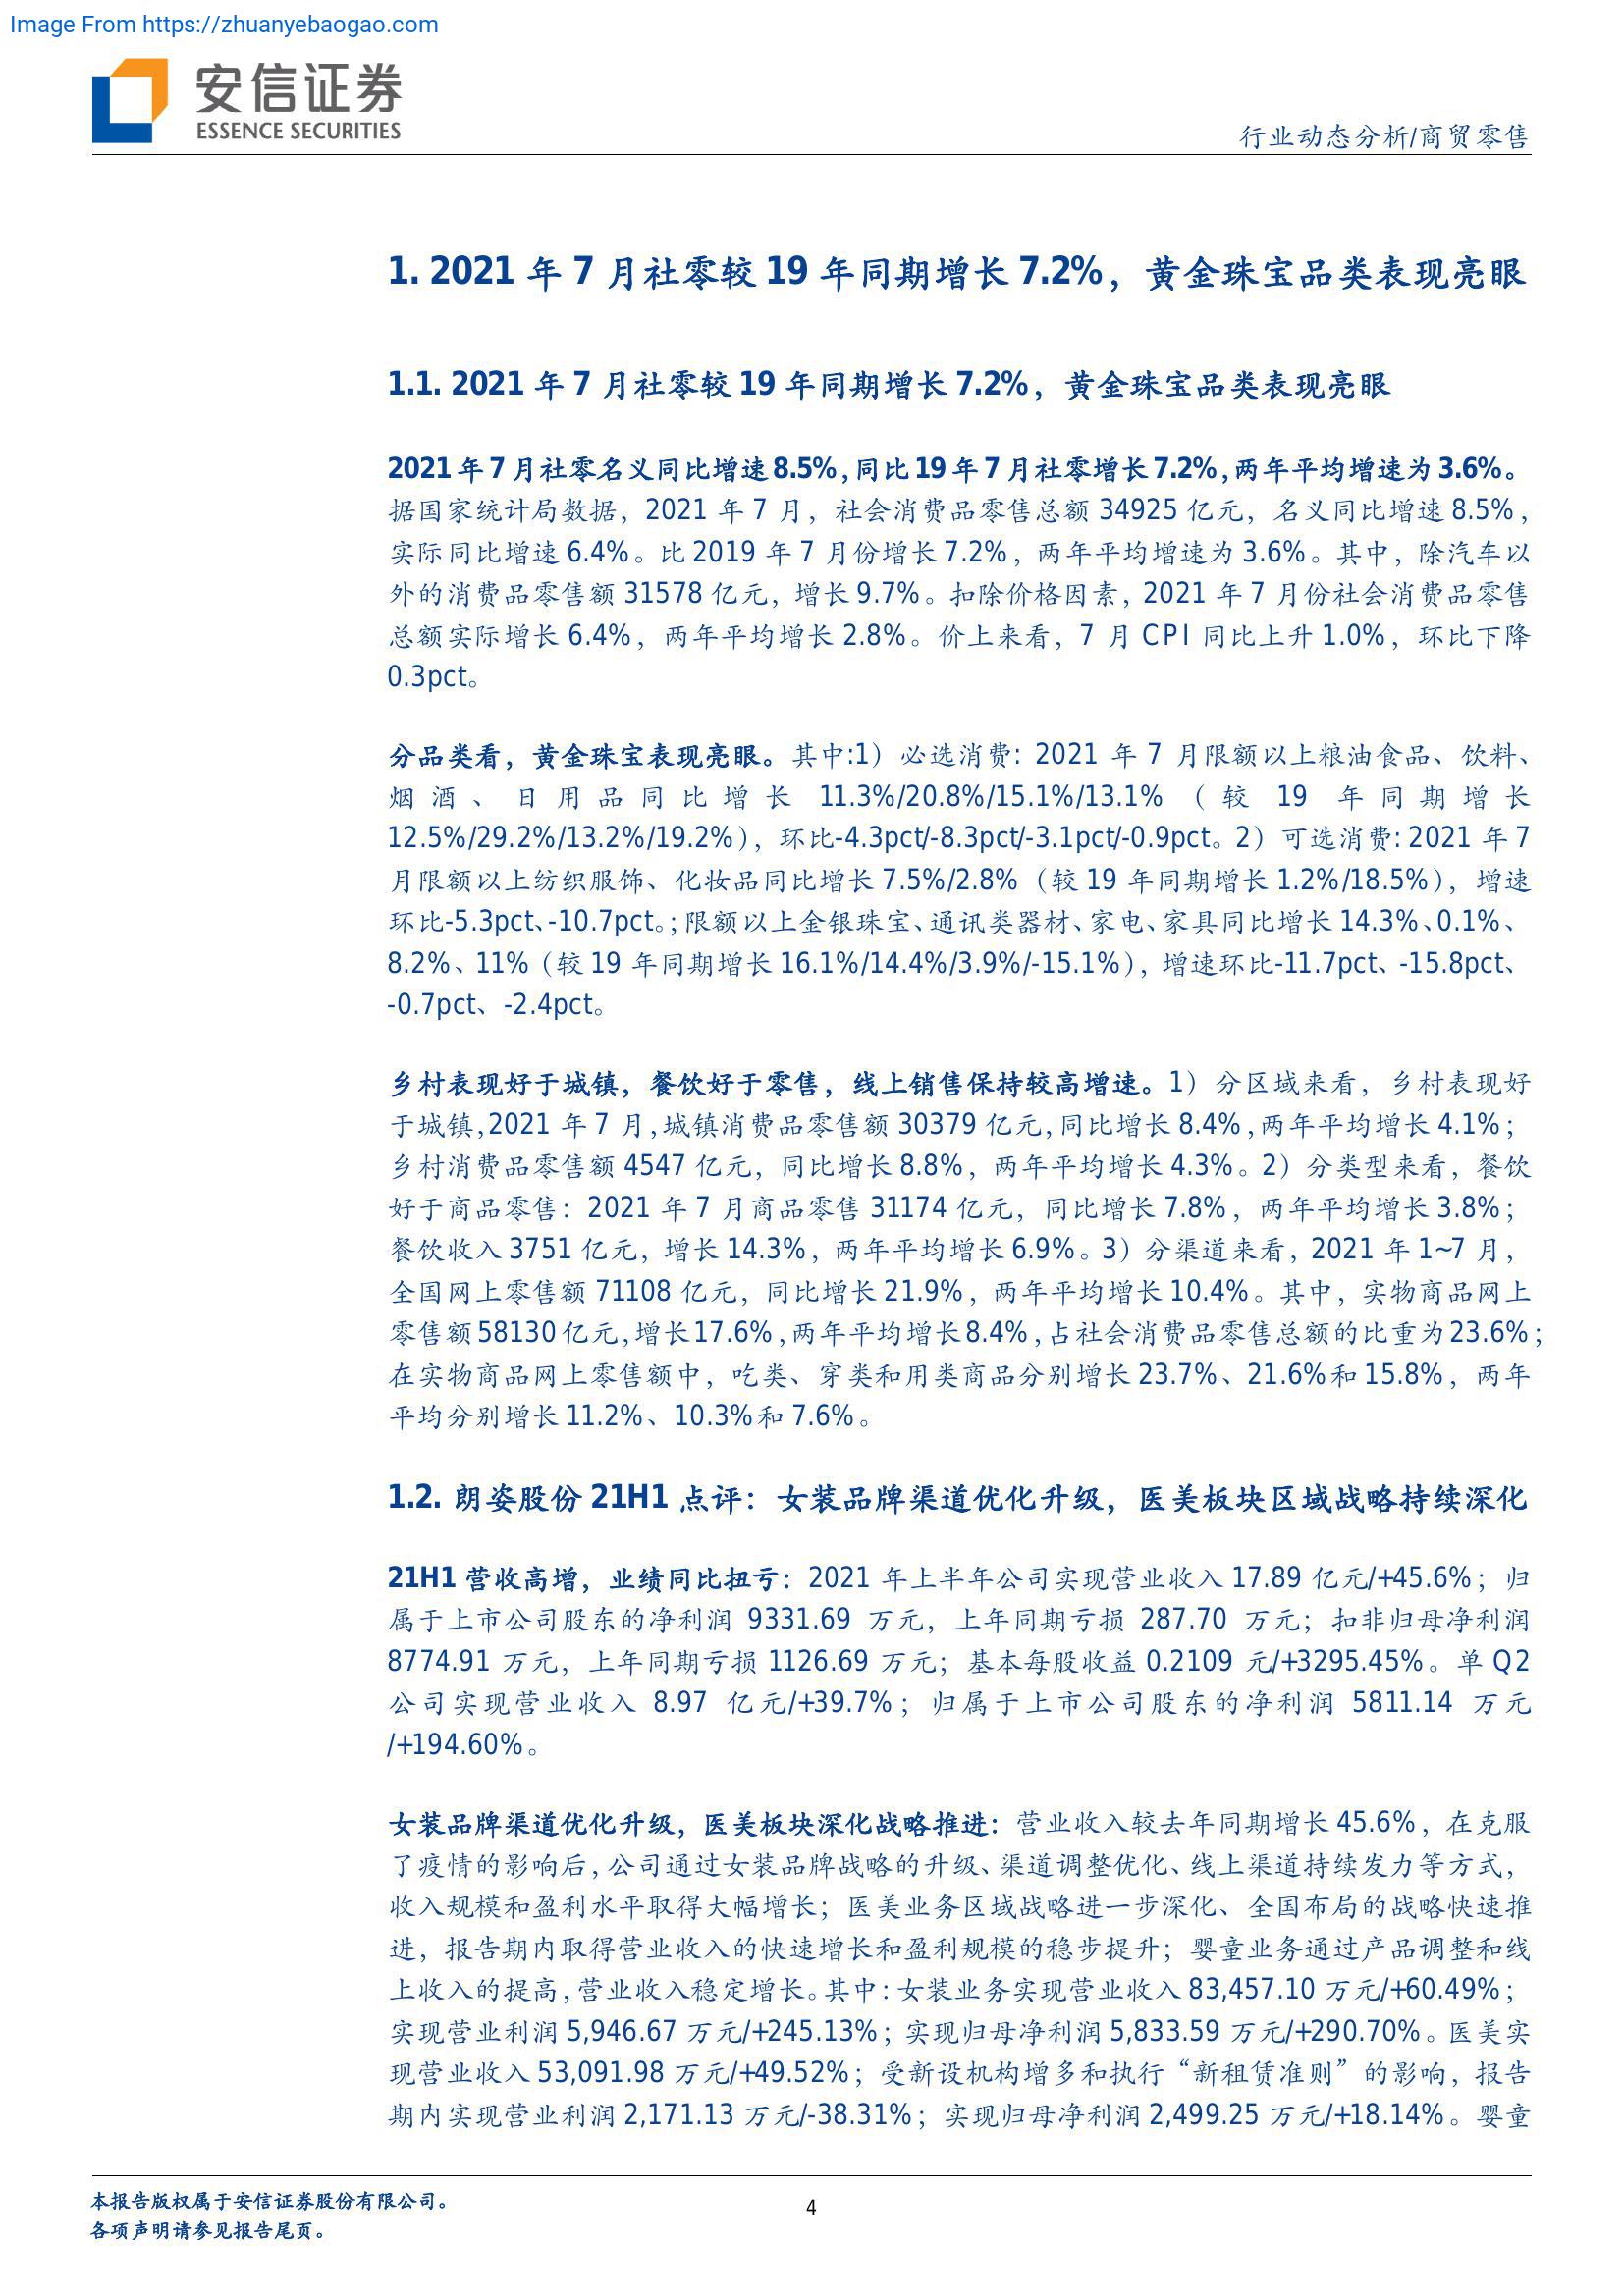 Image From https://zhuanyebaogao.com
安信证券
ESSENCE SECURITIES
行业动态分析/商贸零售
1. 2021 年 7 月社零较 19 年同期增长 7.2%，黄金珠宝品类表现亮眼
1.1. 2021 年 7 月社零较 19 年同期增长 7.2%，黄金珠宝品类表现亮眼
2021 年 7 月社零名义同比增速 8.5%，同比 19 年 7 月社零增长 7.2%，两年平均增速为 3.6%。
据国家统计局数据，2021 年 7 月，社会消费品零售总额 34925 亿元，名义同比增速 8.5%，
实际同比增速 6.4%。比 2019 年 7 月份增长 7.2%，两年平均增速为 3.6%。其中，除汽车以
外的消费品零售额 31578 亿元，增长 9.7%。扣除价格因素，2021 年 7 月份社会消费品零售
总额实际增长 6.4%，两年平均增长 2.8%。价上来看，7 月 CPI 同比上升 1.0%，环比下降
0.3pct。
分品类看，黄金珠宝表现亮眼。其中:1）必选消费: 2021 年 7 月限额以上粮油食品、饮料、
烟酒、日用品同比增长 11.3%/20.8%/15.1%/13.1%（较 19 年同期增长
12.5%/29.2%/13.2%/19.2%），环比-4.3pct/-8.3pct/-3.1pct/-0.9pct。2）可选消费: 2021 年 7
月限额以上纺织服饰、化妆品同比增长 7.5%/2.8%（较 19 年同期增长 1.2%/18.5%），增速
环比-5.3pct、-10.7pct。；限额以上金银珠宝、通讯类器材、家电、家具同比增长 14.3%、0.1%、
8.2%、11%（较 19 年同期增长 16.1%/14.4%/3.9%/-15.1%），增速环比-11.7pct、-15.8pct、
-0.7pct、-2.4pct。
乡村表现好于城镇，餐饮好于零售，线上销售保持较高增速。1）分区域来看，乡村表现好
于城镇，2021 年 7 月，城镇消费品零售额 30379 亿元，同比增长 8.4%，两年平均增长 4.1%；
乡村消费品零售额 4547 亿元，同比增长 8.8%，两年平均增长 4.3%。2）分类型来看，餐饮
好于商品零售：2021 年 7 月商品零售 31174 亿元，同比增长 7.8%，两年平均增长 3.8%；
餐饮收入 3751 亿元，增长 14.3%，两年平均增长 6.9%。3）分渠道来看，2021 年 1~7 月，
全国网上零售额 71108 亿元，同比增长 21.9%，两年平均增长 10.4%。其中，实物商品网上
零售额 58130 亿元，增长 17.6%，两年平均增长 8.4%，占社会消费品零售总额的比重为 23.6%；
在实物商品网上零售额中，吃类、穿类和用类商品分别增长 23.7%、21.6%和 15.8%，两年
平均分别增长 11.2%、10.3%和 7.6%。
1.2. 朗姿股份 21H1 点评：女装品牌渠道优化升级，医美板块区域战略持续深化
21H1 营收高增，业绩同比扭亏：2021 年上半年公司实现营业收入 17.89 亿元/+45.6%；归
属于上市公司股东的净利润 9331.69 万元，上年同期亏损 287.70 万元；扣非归母净利润
8774.91 万元，上年同期亏损 1126.69 万元；基本每股收益 0.2109 元/+3295.45%。单 Q2
公司实现营业收入 8.97 亿元/+39.7%；归属于上市公司股东的净利润 5811.14 万元
/+194.60%。
女装品牌渠道优化升级，医美板块深化战略推进：营业收入较去年同期增长 45.6%，在克服
了疫情的影响后，公司通过女装品牌战略的升级、渠道调整优化、线上渠道持续发力等方式，
收入规模和盈利水平取得大幅增长；医美业务区域战略进一步深化、全国布局的战略快速推
进，报告期内取得营业收入的快速增长和盈利规模的稳步提升；婴童业务通过产品调整和线
上收入的提高，营业收入稳定增长。其中：女装业务实现营业收入 83,457.10 万元/+60.49%；
实现营业利润 5,946.67 万元/+245.13%；实现归母净利润 5,833.59 万元/+290.70%。医美实
现营业收入 53,091.98 万元/+49.52%；受新设机构增多和执行“新租赁准则”的影响，报告
期内实现营业利润 2,171.13 万元/-38.31%；实现归母净利润 2,499.25 万元/+18.14%。婴童
本报告版权属于安信证券股份有限公司。
各项声明请参见报告尾页。
4